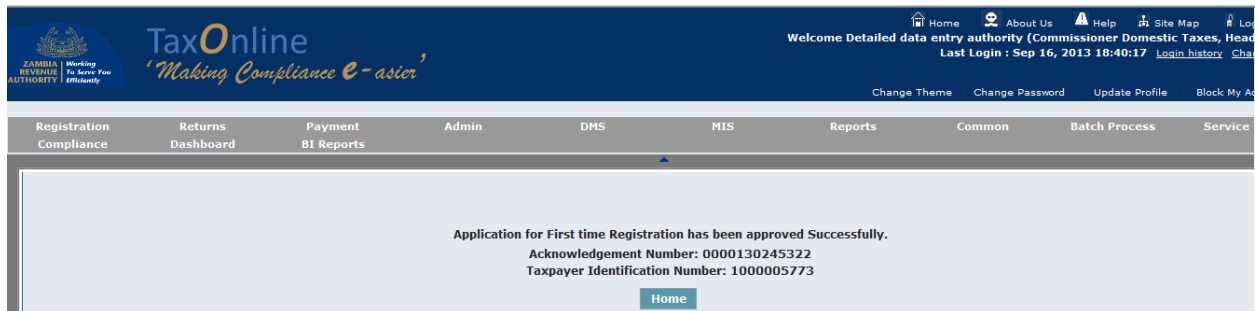 Home About Us Help Site Map
ZAMBIA REVENUE AUTHORITY
Working To Serve You Efficiently
TaxOnline
'Making Compliance e-asier'
Welcome Detailed data entry authority (Commissioner Domestic Taxes, Head
Last Login : Sep 16, 2013 18:40:17 Login history
Change Theme Change Password Update Profile Block My
Registration Returns Payment Admin DMS MIS Reports Common Batch Process Service
Compliance Dashboard BI Reports
Application for First time Registration has been approved Successfully.
Acknowledgement Number: 0000130245322
Taxpayer Identification Number: 1000005773
Home